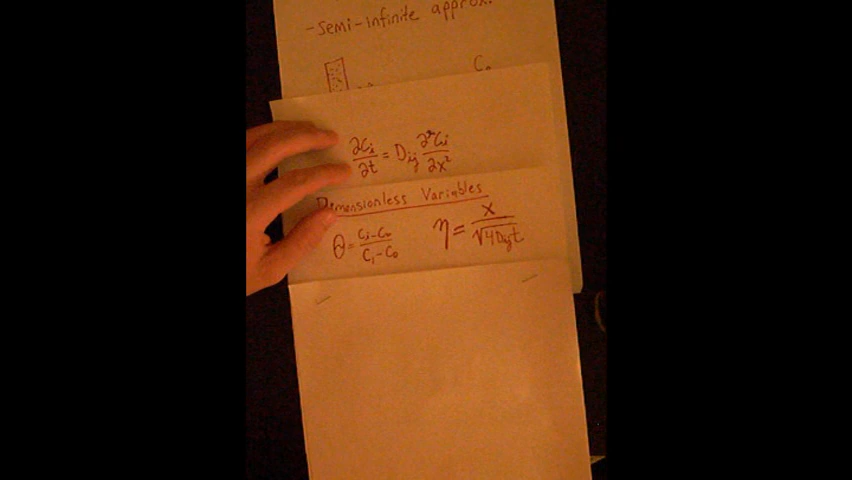 -Semi-infinite approx.
C₀
∂Cᵢ/∂t = Dᵢⱼ ∂²Cᵢ/∂x²
Dimensionless Variables
θ = Cᵢ-C₀/C₁-C₀ η = x/√4Dᵢⱼt